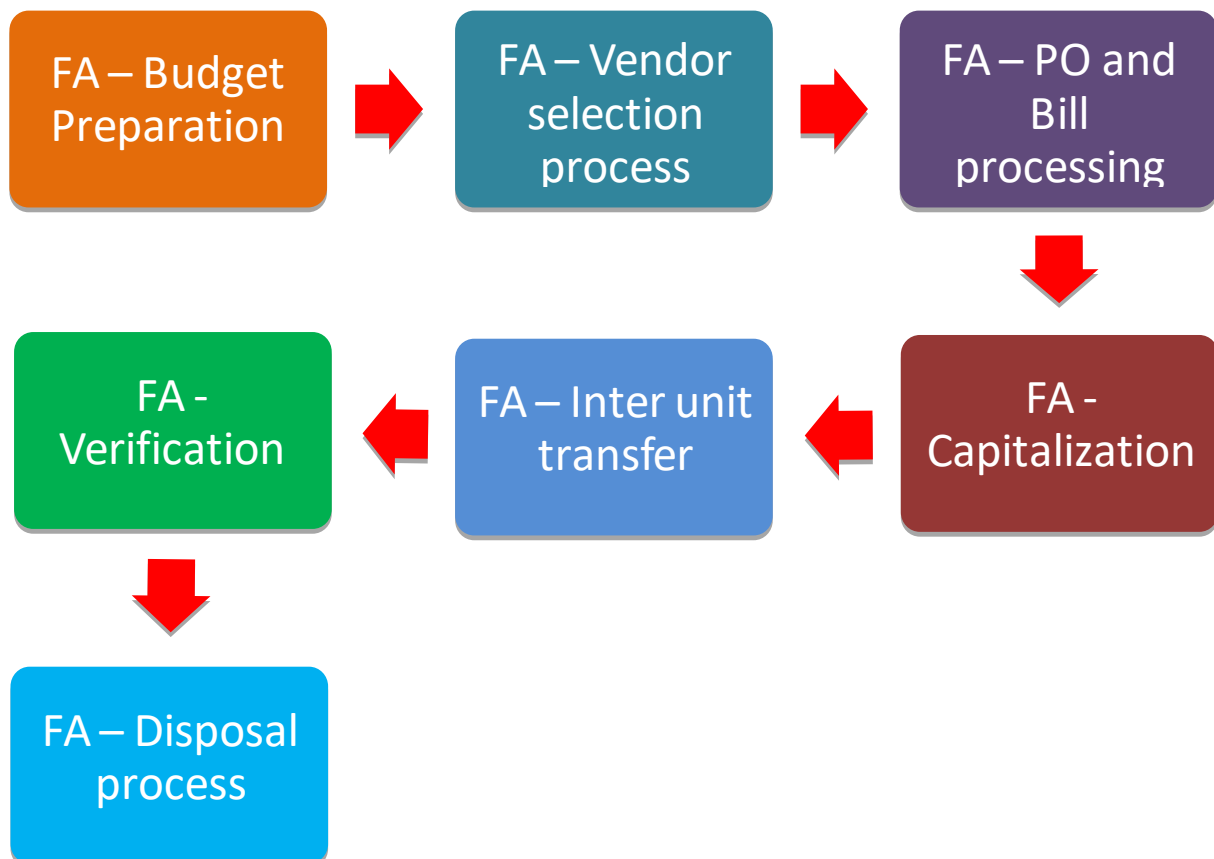 FA – Budget
Preparation
FA – Vendor
selection
process
FA – PO and
Bill
processing
FA -
Capitalization
FA – Inter unit
transfer
FA -
Verification
FA – Disposal
process